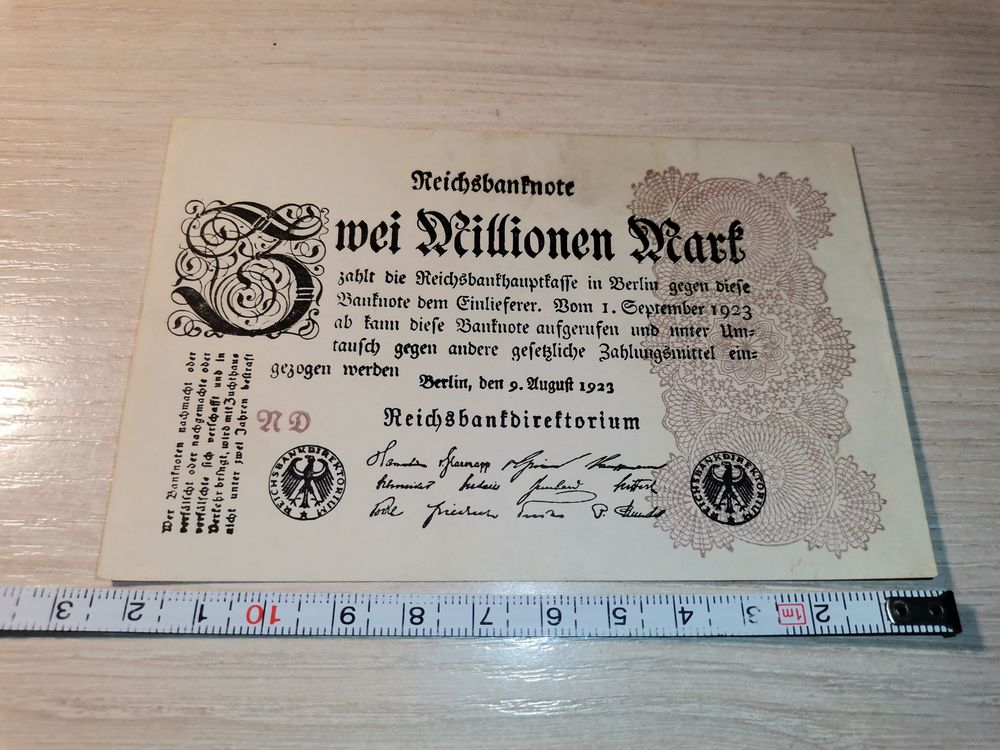 Reichsbanknote
Zwei Millionen Mark
zahlt die Reichsbankhauptkasse in Berlin gegen diese
Banknote dem Einlieferer. Vom 1. September 1923
ab kann diese Banknote aufgerufen und unter Um=
tausch gegen andere gesetzliche Zahlungsmittel ein=
gezogen werden
Berlin, den 9. August 1923
Reichsbankdirektorium
Wer Banknoten nachmacht oder
verfälscht oder nachgemachte oder
verfälschte sich verschafft und in
Verkehr bringt, wird mit Zuchthaus
nicht unter zwei Jahren bestraft
ND
REICHSBANKDIREKTORIUM
REICHSBANKDIREKTORIUM
3 2 1 10 9 8 7 6 5 4 3 1m 2